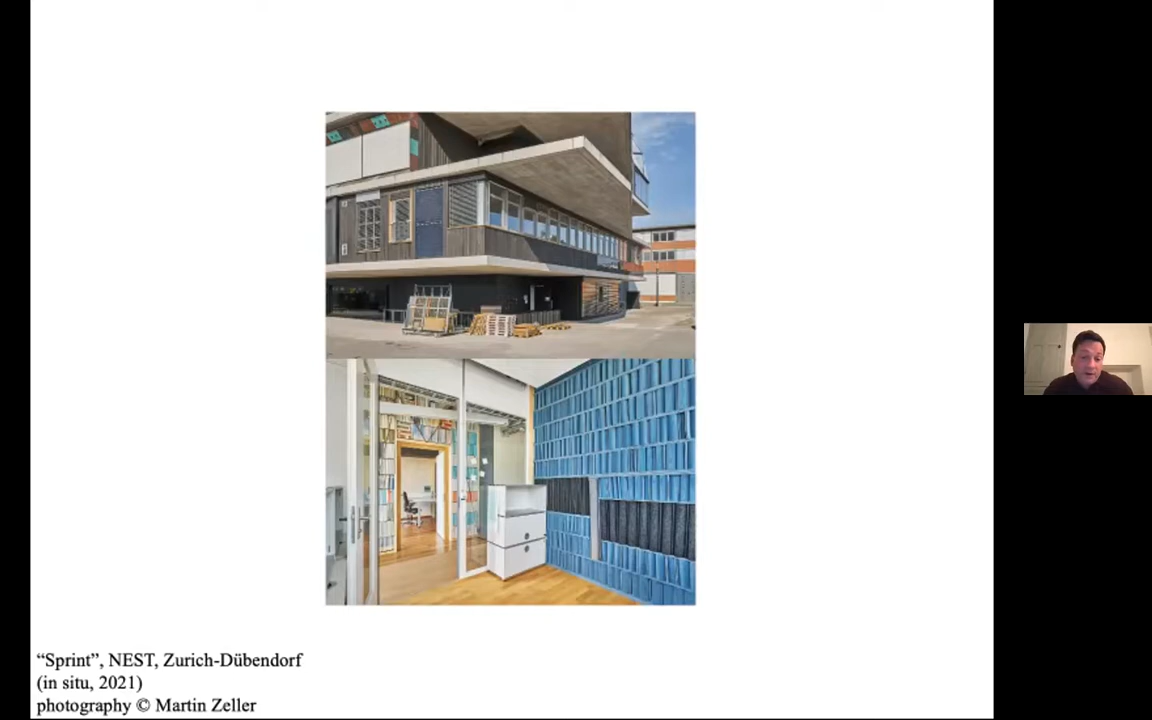 “Sprint”, NEST, Zurich-Dübendorf
(in situ, 2021)
photography © Martin Zeller